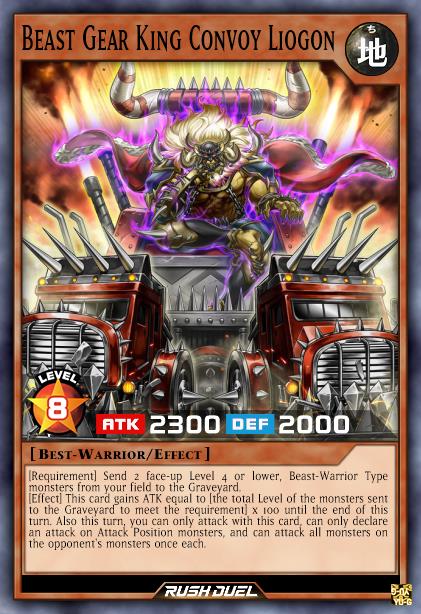 BEAST GEAR KING CONVOY LIOGON
ち
地
LEVEL
8
ATK 2300 DEF 2000
[BEST-WARRIOR/EFFECT]
[Requirement] Send 2 face-up Level 4 or lower, Beast-Warrior Type
monsters from your field to the Graveyard.
[Effect] This card gains ATK equal to [the total Level of the monsters sent
to the Graveyard to meet the requirement] x 100 until the end of this
turn. Also this turn, you can only attack with this card, can only declare
an attack on Attack Position monsters, and can attack all monsters on
the opponent's monsters once each.
RUSH DUEL